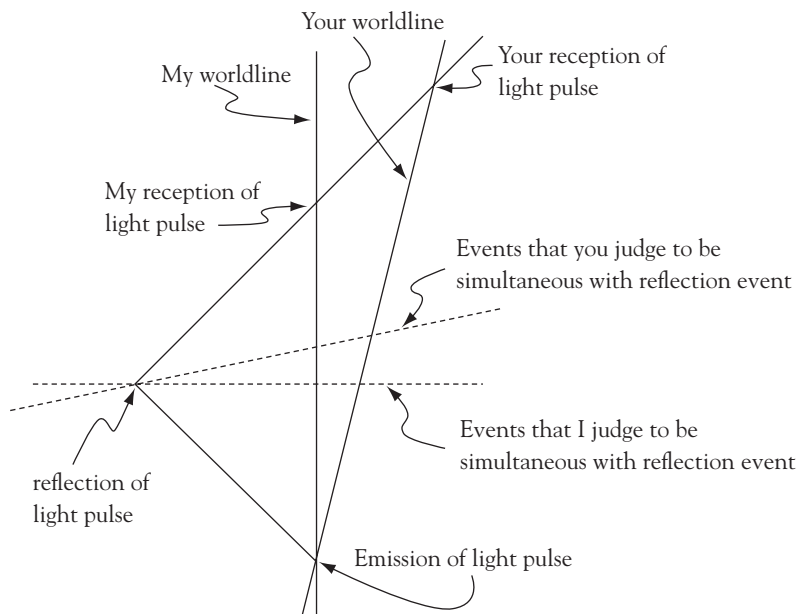 Your worldline
Your reception of
light pulse
My worldline
My reception of
light pulse
Events that you judge to be
simultaneous with reflection event
Events that I judge to be
simultaneous with reflection event
reflection of
light pulse
Emission of light pulse